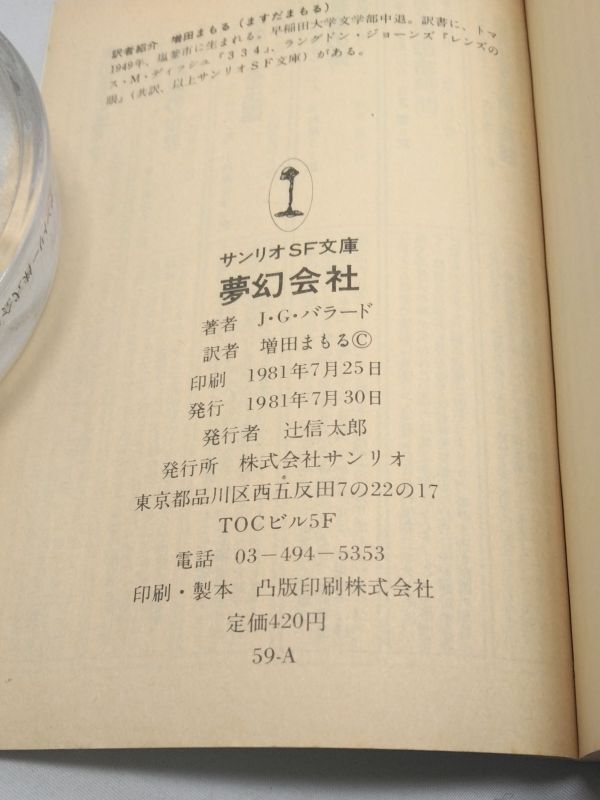 訳者紹介 増田まもる(ますだまもる)
1949年、塩釜市に生まれる。早稲田大学文学部中退。訳書に、トマ
ス・M・ディッシュ『334』、ラングドン・ジョーンズ『レンズの
眼』(共訳、以上サンリオSF文庫)がある。
サンリオSF文庫
夢幻会社
著者 J・G・バラード
訳者 増田まもる©
印刷 1981年7月25日
発行 1981年7月30日
発行者 辻信太郎
発行所 株式会社サンリオ
東京都品川区西五反田7の22の17
TOCビル5F
電話 03-494-5353
印刷・製本 凸版印刷株式会社
定価420円
59-A